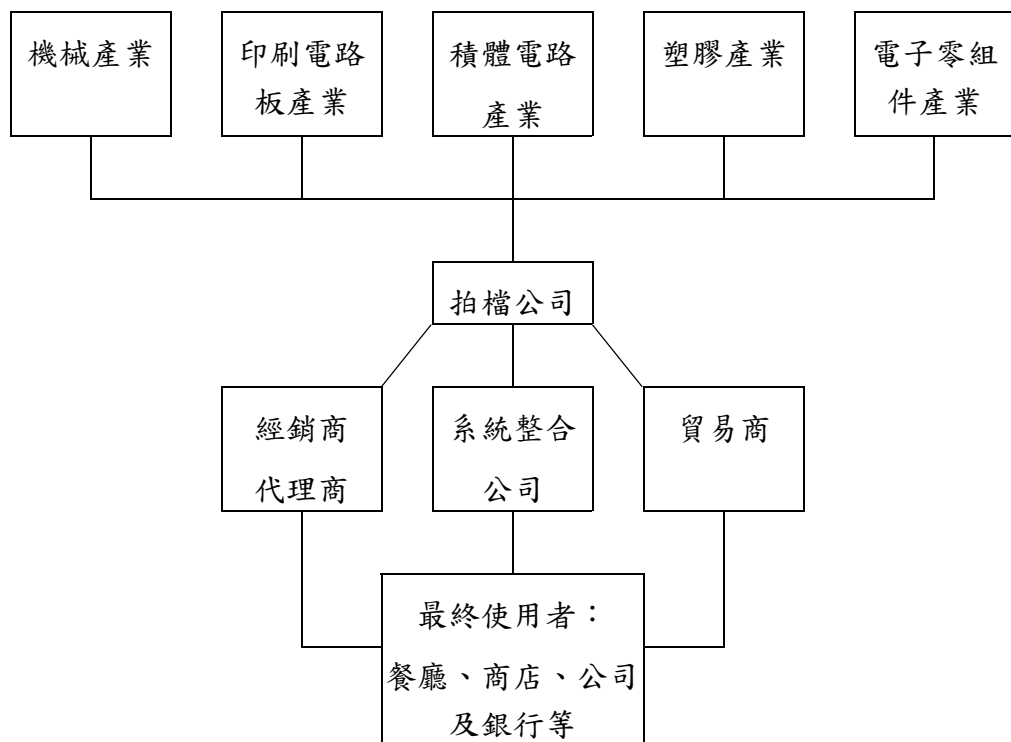 機械產業
印刷電路
板產業
積體電路
產業
塑膠產業
電子零組
件產業
拍檔公司
經銷商
代理商
系統整合
公司
貿易商
最終使用者：
餐廳、商店、公司
及銀行等